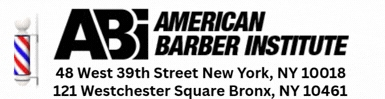 ABi AMERICAN
BARBER INSTITUTE
48 West 39th Street New York, NY 10018
121 Westchester Square Bronx, NY 10461